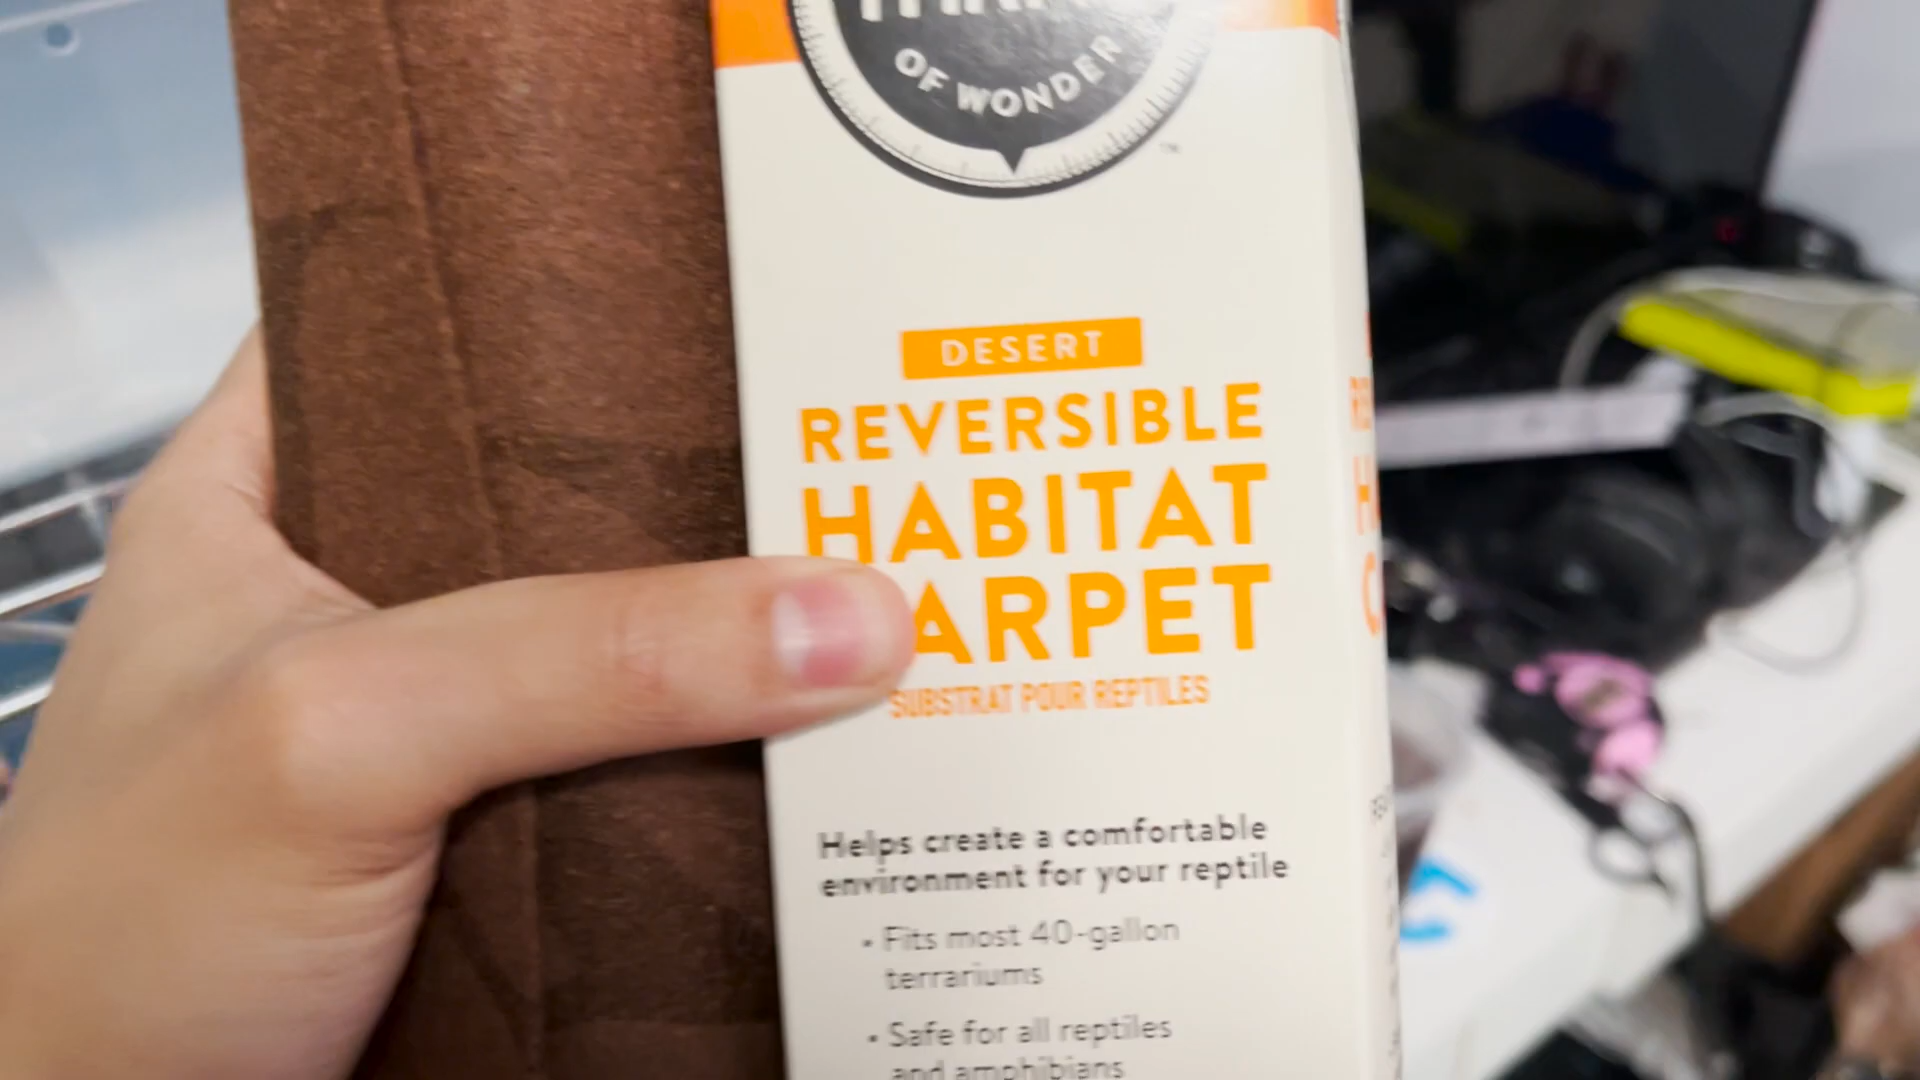 OF WONDER
™
DESERT
REVERSIBLE
HABITAT
ARPET
SUBSTRAT POUR REPTILES
Helps create a comfortable
environment for your reptile
• Fits most 40-gallon
terrariums
• Safe for all reptiles
and amphibians